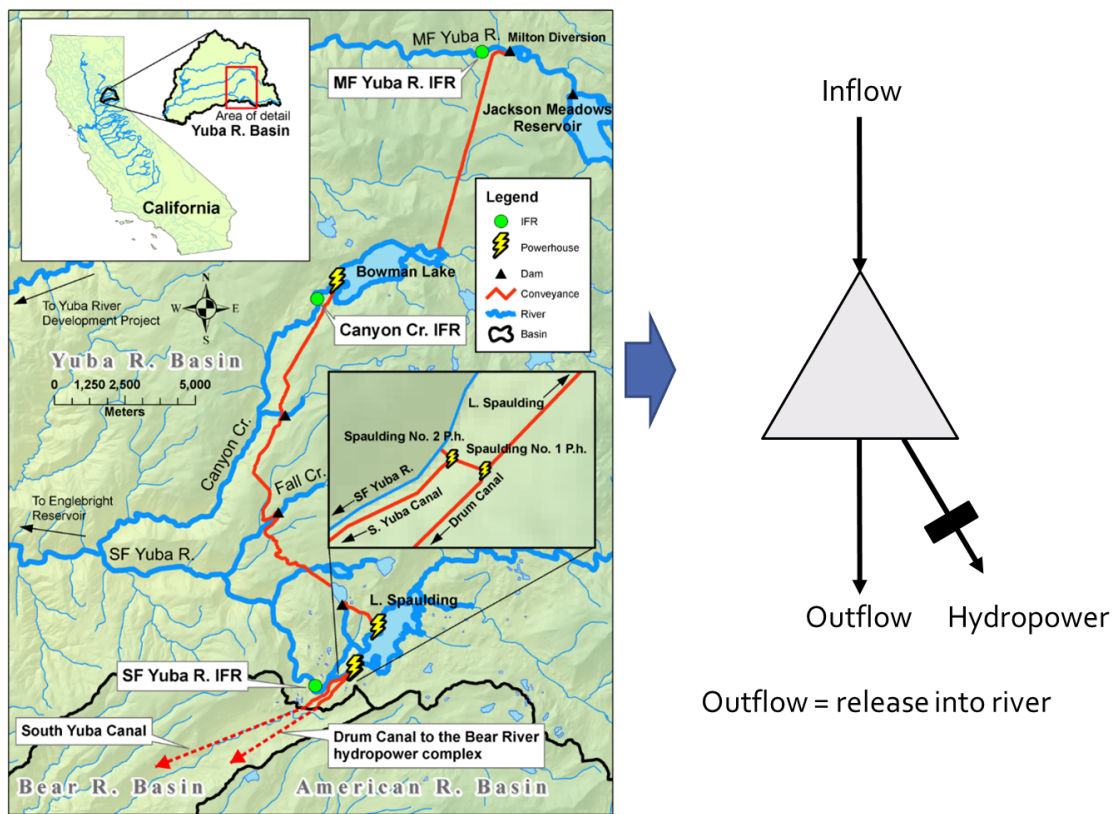 MF Yuba R.
Milton Diversion
MF Yuba R. IFR
Jackson Meadows
Reservoir
Area of detail
Yuba R. Basin
California
Legend
IFR
Powerhouse
Dam
Conveyance
River
Basin
Bowman Lake
Canyon Cr. IFR
To Yuba River
Development Project
N
W
E
S
Yuba R. Basin
0 1,250 2,500 5,000
Meters
L. Spaulding
Spaulding No. 2 P.h.
Spaulding No. 1 P.h.
SF Yuba R.
S. Yuba Canal
Drum Canal
Canyon Cr.
Fall Cr.
To Englebright
Reservoir
SF Yuba R.
L. Spaulding
SF Yuba R. IFR
South Yuba Canal
Drum Canal to the Bear River
hydropower complex
Bear R. Basin
American R. Basin
Inflow
Outflow
Hydropower
Outflow = release into river